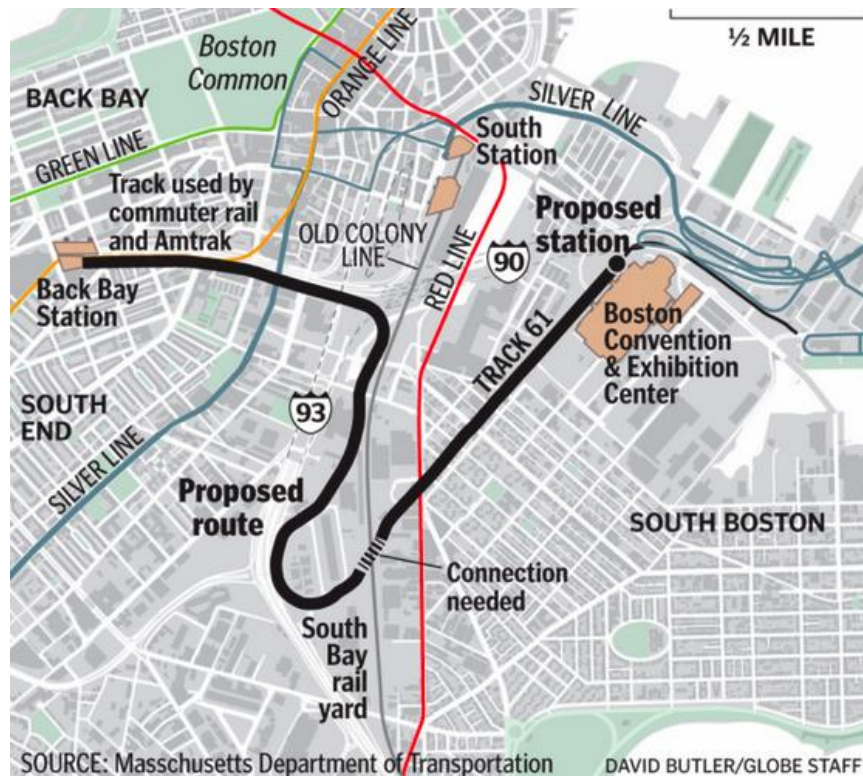 ½ MILE
Boston
Common
ORANGE LINE
BACK BAY
SILVER LINE
GREEN LINE
South
Station
Track used by
commuter rail
and Amtrak
Proposed
station
OLD COLONY
LINE
RED LINE
90
Back Bay
Station
TRACK 61
Boston
Convention
& Exhibition
Center
93
SOUTH
END
SILVER LINE
Proposed
route
SOUTH BOSTON
Connection
needed
South
Bay
rail
yard
SOURCE: Masschusetts Department of Transportation
DAVID BUTLER/GLOBE STAFF